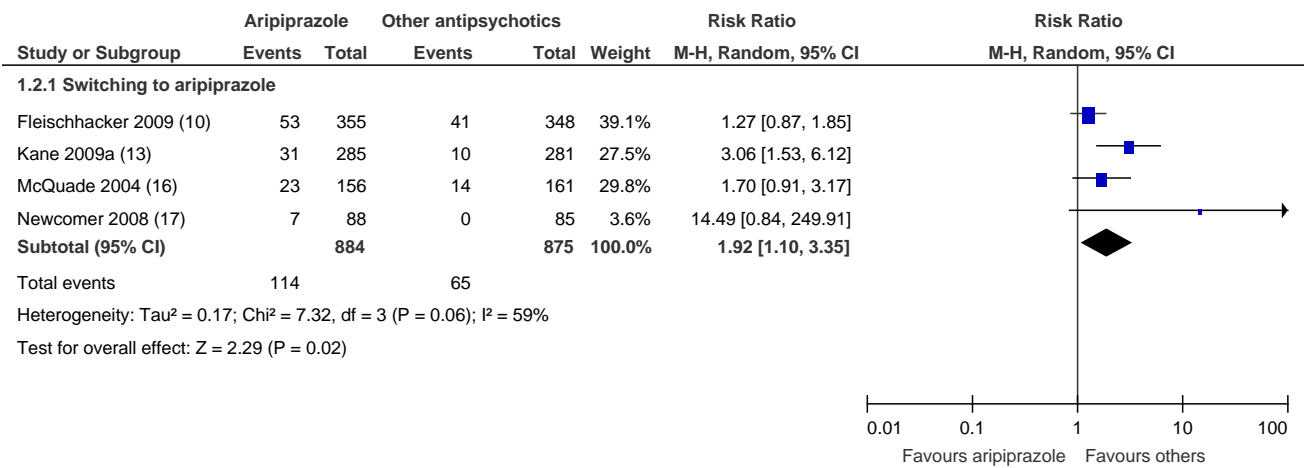 Aripiprazole Other antipsychotics Risk Ratio Risk Ratio
Study or Subgroup Events Total Events Total Weight M-H, Random, 95% CI M-H, Random, 95% CI
1.2.1 Switching to aripiprazole
Fleischhacker 2009 (10) 53 355 41 348 39.1% 1.27 [0.87, 1.85]
Kane 2009a (13) 31 285 10 281 27.5% 3.06 [1.53, 6.12]
McQuade 2004 (16) 23 156 14 161 29.8% 1.70 [0.91, 3.17]
Newcomer 2008 (17) 7 88 0 85 3.6% 14.49 [0.84, 249.91]
Subtotal (95% CI) 884 875 100.0% 1.92 [1.10, 3.35]
Total events 114 65
Heterogeneity: Tau² = 0.17; Chi² = 7.32, df = 3 (P = 0.06); I² = 59%
Test for overall effect: Z = 2.29 (P = 0.02)
0.01 0.1 1 10 100
Favours aripiprazole Favours others